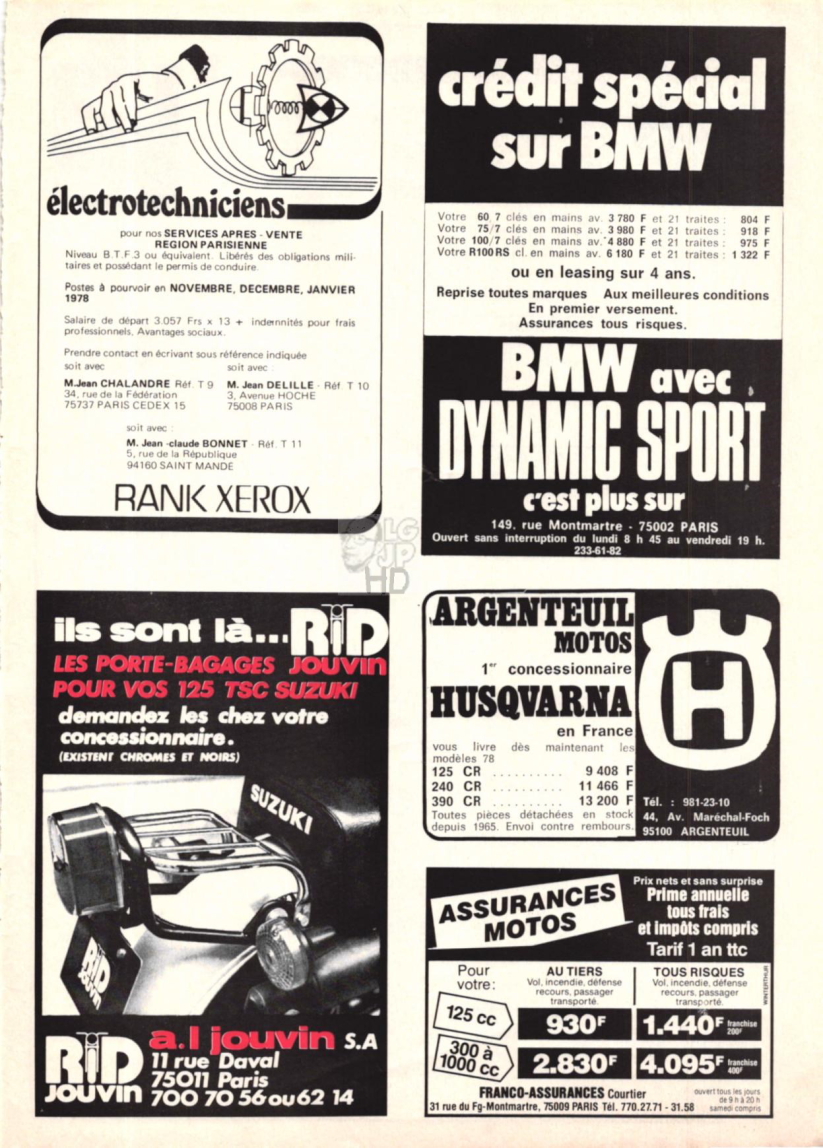 électrotechniciens
pour nos SERVICES APRES - VENTE
REGION PARISIENNE
Niveau B.T.F.3 ou équivalent. Libérés des obligations mili-
taires et possédant le permis de conduire.
Postes à pourvoir en NOVEMBRE, DECEMBRE, JANVIER
1978
Salaire de départ 3.057 Frs x 13 + indemnités pour frais
professionnels, Avantages sociaux.
Prendre contact en écrivant sous référence indiquée
soit avec soit avec :
M.Jean CHALANDRE Réf. T 9
34, rue de la Fédération
75737 PARIS CEDEX 15
M. Jean DELILLE - Réf. T 10
3, Avenue HOCHE
75008 PARIS
soit avec :
M. Jean -claude BONNET - Réf. T 11
5, rue de la République
94160 SAINT MANDE
RANK XEROX
crédit spécial
sur BMW
Votre 60/7 clés en mains av. 3 780 F et 21 traites : 804 F
Votre 75/7 clés en mains av. 3 980 F et 21 traites : 918 F
Votre 100/7 clés en mains av. 4 880 F et 21 traites : 975 F
Votre R100RS cl. en mains av. 6 180 F et 21 traites : 1 322 F
ou en leasing sur 4 ans.
Reprise toutes marques Aux meilleures conditions
En premier versement.
Assurances tous risques.
BMW avec
DYNAMIC SPORT
c'est plus sur
149, rue Montmartre - 75002 PARIS
Ouvert sans interruption du lundi 8 h 45 au vendredi 19 h.
233-61-82
LG
JP
HD
ils sont là... RID
LES PORTE-BAGAGES JOUVIN
POUR VOS 125 TSC SUZUKI
demandez les chez votre
concessionnaire.
(EXISTENT CHROMES ET NOIRS)
SUZUKI
RID
JOUVIN
RID
JOUVIN
a.l jouvin S.A
11 rue Daval
75011 Paris
700 70 56 ou 62 14
ARGENTEUIL
MOTOS
1er concessionnaire
HUSQVARNA
en France
vous livre dès maintenant les
modèles 78
125 CR .......... 9 408 F
240 CR .......... 11 466 F
390 CR .......... 13 200 F
Toutes pièces détachées en stock
depuis 1965. Envoi contre rembours.
H
Tél. : 981-23-10
44, Av. Maréchal-Foch
95100 ARGENTEUIL
ASSURANCES
MOTOS
Prix nets et sans surprise
Prime annuelle
tous frais
et impôts compris
Tarif 1 an ttc
Pour
votre:
AU TIERS
Vol, incendie, défense
recours, passager
transporté.
TOUS RISQUES
Vol, incendie, défense
recours, passager
transporté.
WINTERTHUR
125 cc 930F 1.440F franchise 200F
300 à
1000 cc 2.830F 4.095F franchise 400F
FRANCO-ASSURANCES Courtier
31 rue du Fg-Montmartre, 75009 PARIS Tél. 770.27.71 - 31.58
ouvert tous les jours
de 9 h à 20 h
samedi compris